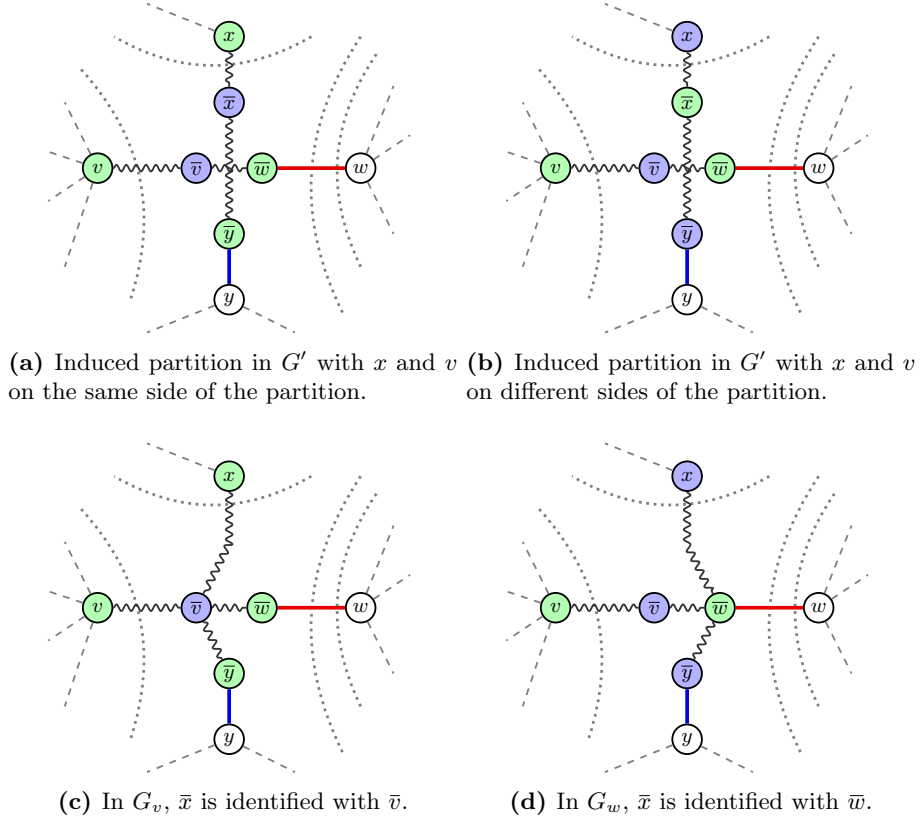 x
x
x̅
x̅
v
v̅
w̅
w
v
v̅
w̅
w
y̅
y̅
y
y
(a) Induced partition in G′ with x and v
on the same side of the partition.
(b) Induced partition in G′ with x and v
on different sides of the partition.
x
x
v
v̅
w̅
w
v
v̅
w̅
w
y̅
y̅
y
y
(c) In Gᵥ, x̅ is identified with v̅.
(d) In G_w, x̅ is identified with w̅.